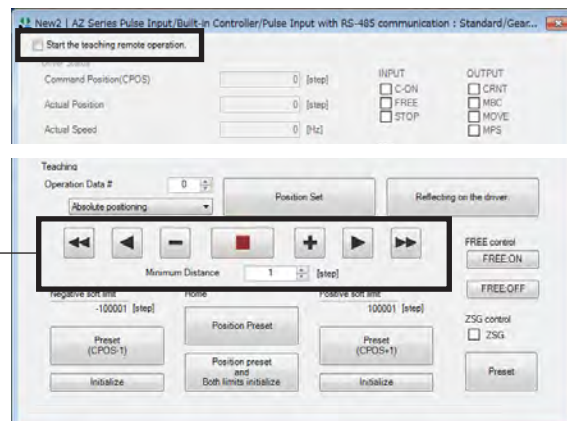 New2 | AZ Series Pulse Input/Built-in Controller/Pulse Input with RS-485 communication : Standard/Gear...
Start the teaching remote operation.
Driver Status
INPUT OUTPUT
Command Position(CPOS) 0 [step] C-ON CRNT
FREE MBC
Actual Position 0 [step] STOP MOVE
Actual Speed 0 [Hz] MPS
Teaching
Operation Data # 0
Position Set Reflecting on the driver
Absolute positioning
FREE control
FREE:ON
Minimum Distance 1 [step]
FREE:OFF
Negative soft limit Home Positive soft limit
-100001 [step] 100001 [step]
ZSG control
Position Preset ZSG
Preset
(CPOS-1)
Preset
(CPOS+1)
Position preset
and
Both limits initialize
Preset
Initialize Initialize